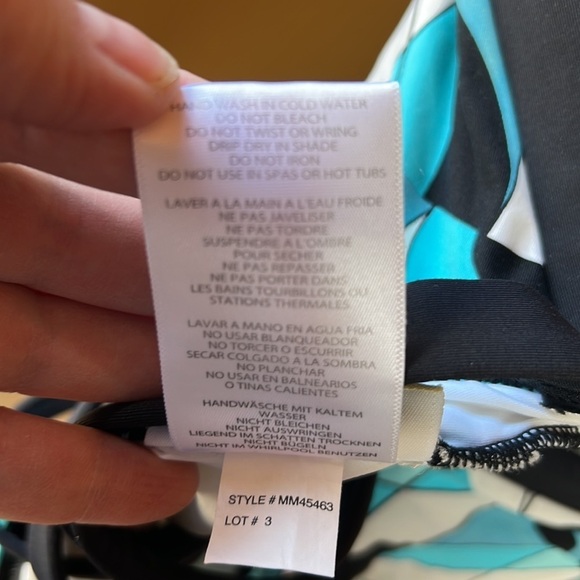 HAND WASH IN COLD WATER
DO NOT BLEACH
DO NOT TWIST OR WRING
DRIP DRY IN SHADE
DO NOT IRON
DO NOT USE IN SPAS OR HOT TUBS
LAVER A LA MAIN A L'EAU FROIDE
NE PAS JAVELISER
NE PAS TORDRE
SUSPENDRE A L'OMBRE
POUR SECHER
NE PAS REPASSER
NE PAS PORTER DANS
LES BAINS TOURBILLONS OU
STATIONS THERMALES
LAVAR A MANO EN AGUA FRIA
NO USAR BLANQUEADOR
NO TORCER O ESCURRIR
SECAR COLGADO A LA SOMBRA
NO PLANCHAR
NO USAR EN BALNEARIOS
O TINAS CALIENTES
HANDWÄSCHE MIT KALTEM
WASSER
NICHT BLEICHEN
NICHT AUSWRINGEN
LIEGEND IM SCHATTEN TROCKNEN
NICHT BÜGELN
NICHT IM WHIRLPOOL BENUTZEN
STYLE # MM45463
LOT # 3